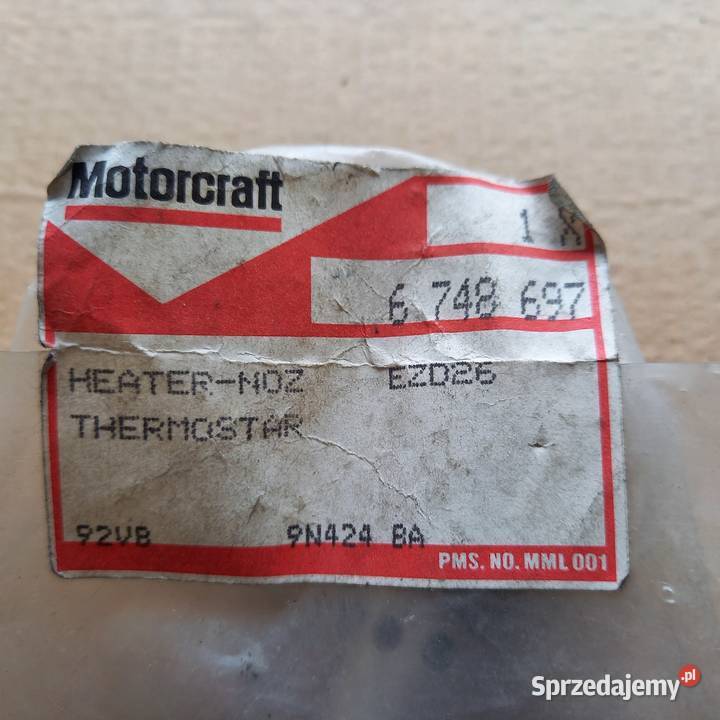 Motorcraft
1 X
6 748 697
HEATER-NOZ EZD26
THERMOSTAR
92VB 9N424 BA
PMS. NO. MML 001
Sprzedajemy.pl